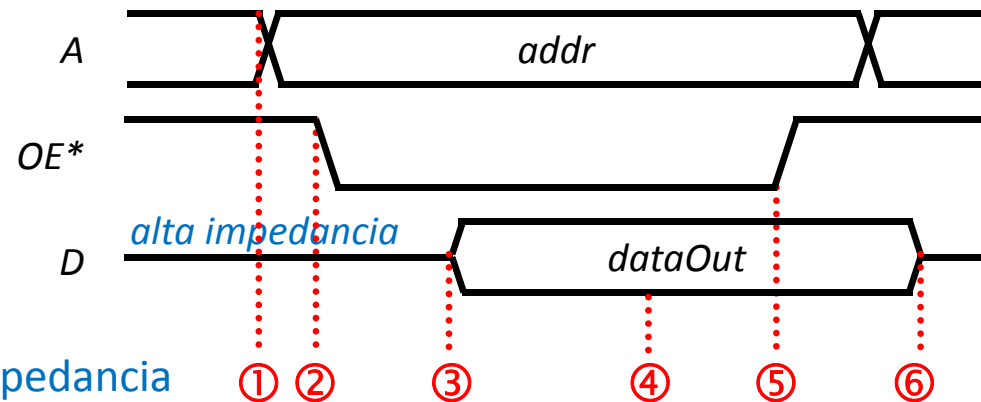 A addr
OE*
alta impedancia
D dataOut
pedancia ① ② ③ ④ ⑤ ⑥